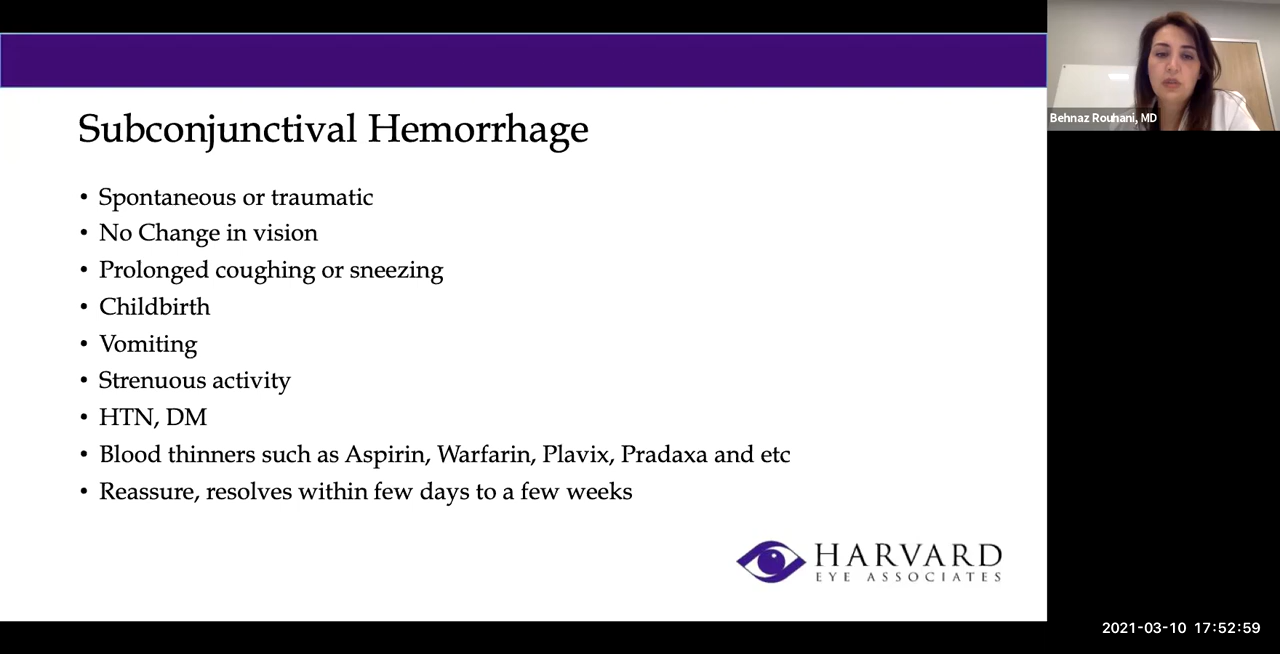 Subconjunctival Hemorrhage
• Spontaneous or traumatic
• No Change in vision
• Prolonged coughing or sneezing
• Childbirth
• Vomiting
• Strenuous activity
• HTN, DM
• Blood thinners such as Aspirin, Warfarin, Plavix, Pradaxa and etc
• Reassure, resolves within few days to a few weeks
HARVARD
EYE ASSOCIATES
Behnaz Rouhani, MD
2021-03-10 17:52:59